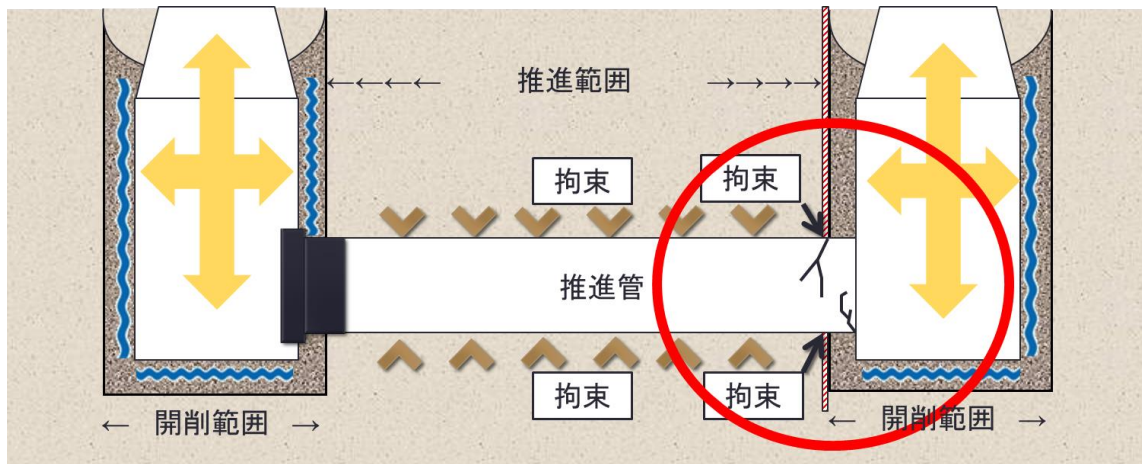 ←←←← 推進範囲 →→→→
拘束 拘束
推進管
拘束 拘束
← 開削範囲 →
← 開削範囲 →